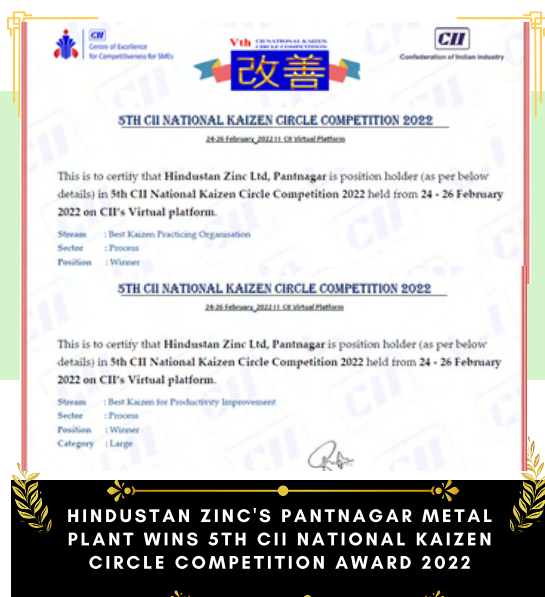 CII
Centre of Excellence
for Competitiveness for SMEs
Vth CII NATIONAL KAIZEN
CIRCLE COMPETITION
改善
CII
Confederation of Indian Industry
5TH CII NATIONAL KAIZEN CIRCLE COMPETITION 2022
24-26 February, 2022 I I CII Virtual Platform
This is to certify that Hindustan Zinc Ltd, Pantnagar is position holder (as per below
details) in 5th CII National Kaizen Circle Competition 2022 held from 24 - 26 February
2022 on CII's Virtual platform.
Stream : Best Kaizen Practicing Organisation
Sector : Process
Position : Winner
5TH CII NATIONAL KAIZEN CIRCLE COMPETITION 2022
24-26 February, 2022 I I CII Virtual Platform
This is to certify that Hindustan Zinc Ltd, Pantnagar is position holder (as per below
details) in 5th CII National Kaizen Circle Competition 2022 held from 24 - 26 February
2022 on CII's Virtual platform.
Stream : Best Kaizen for Productivity Improvement
Sector : Process
Position : Winner
Category : Large
HINDUSTAN ZINC'S PANTNAGAR METAL
PLANT WINS 5TH CII NATIONAL KAIZEN
CIRCLE COMPETITION AWARD 2022